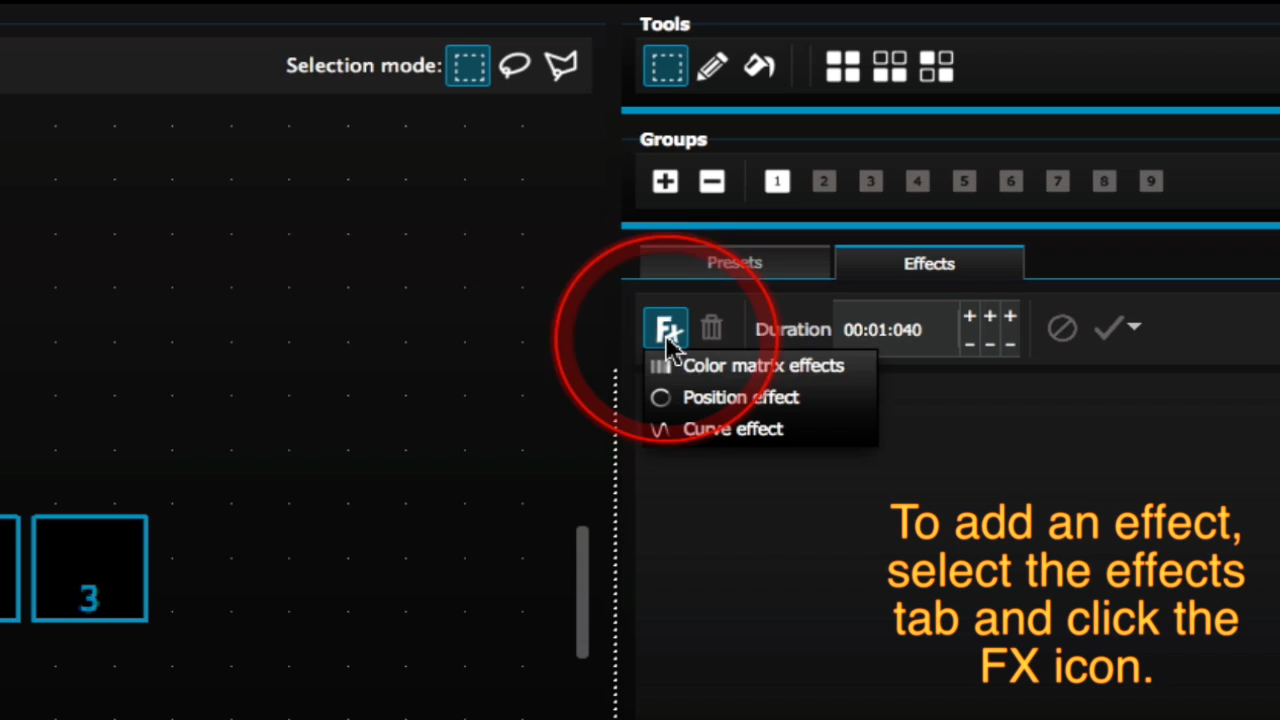 Tools
Selection mode:
Groups
1 2 3 4 5 6 7 8 9
Presets Effects
Fx Duration 00:01:040
Color matrix effects
Position effect
Curve effect
3
To add an effect,
select the effects
tab and click the
FX icon.